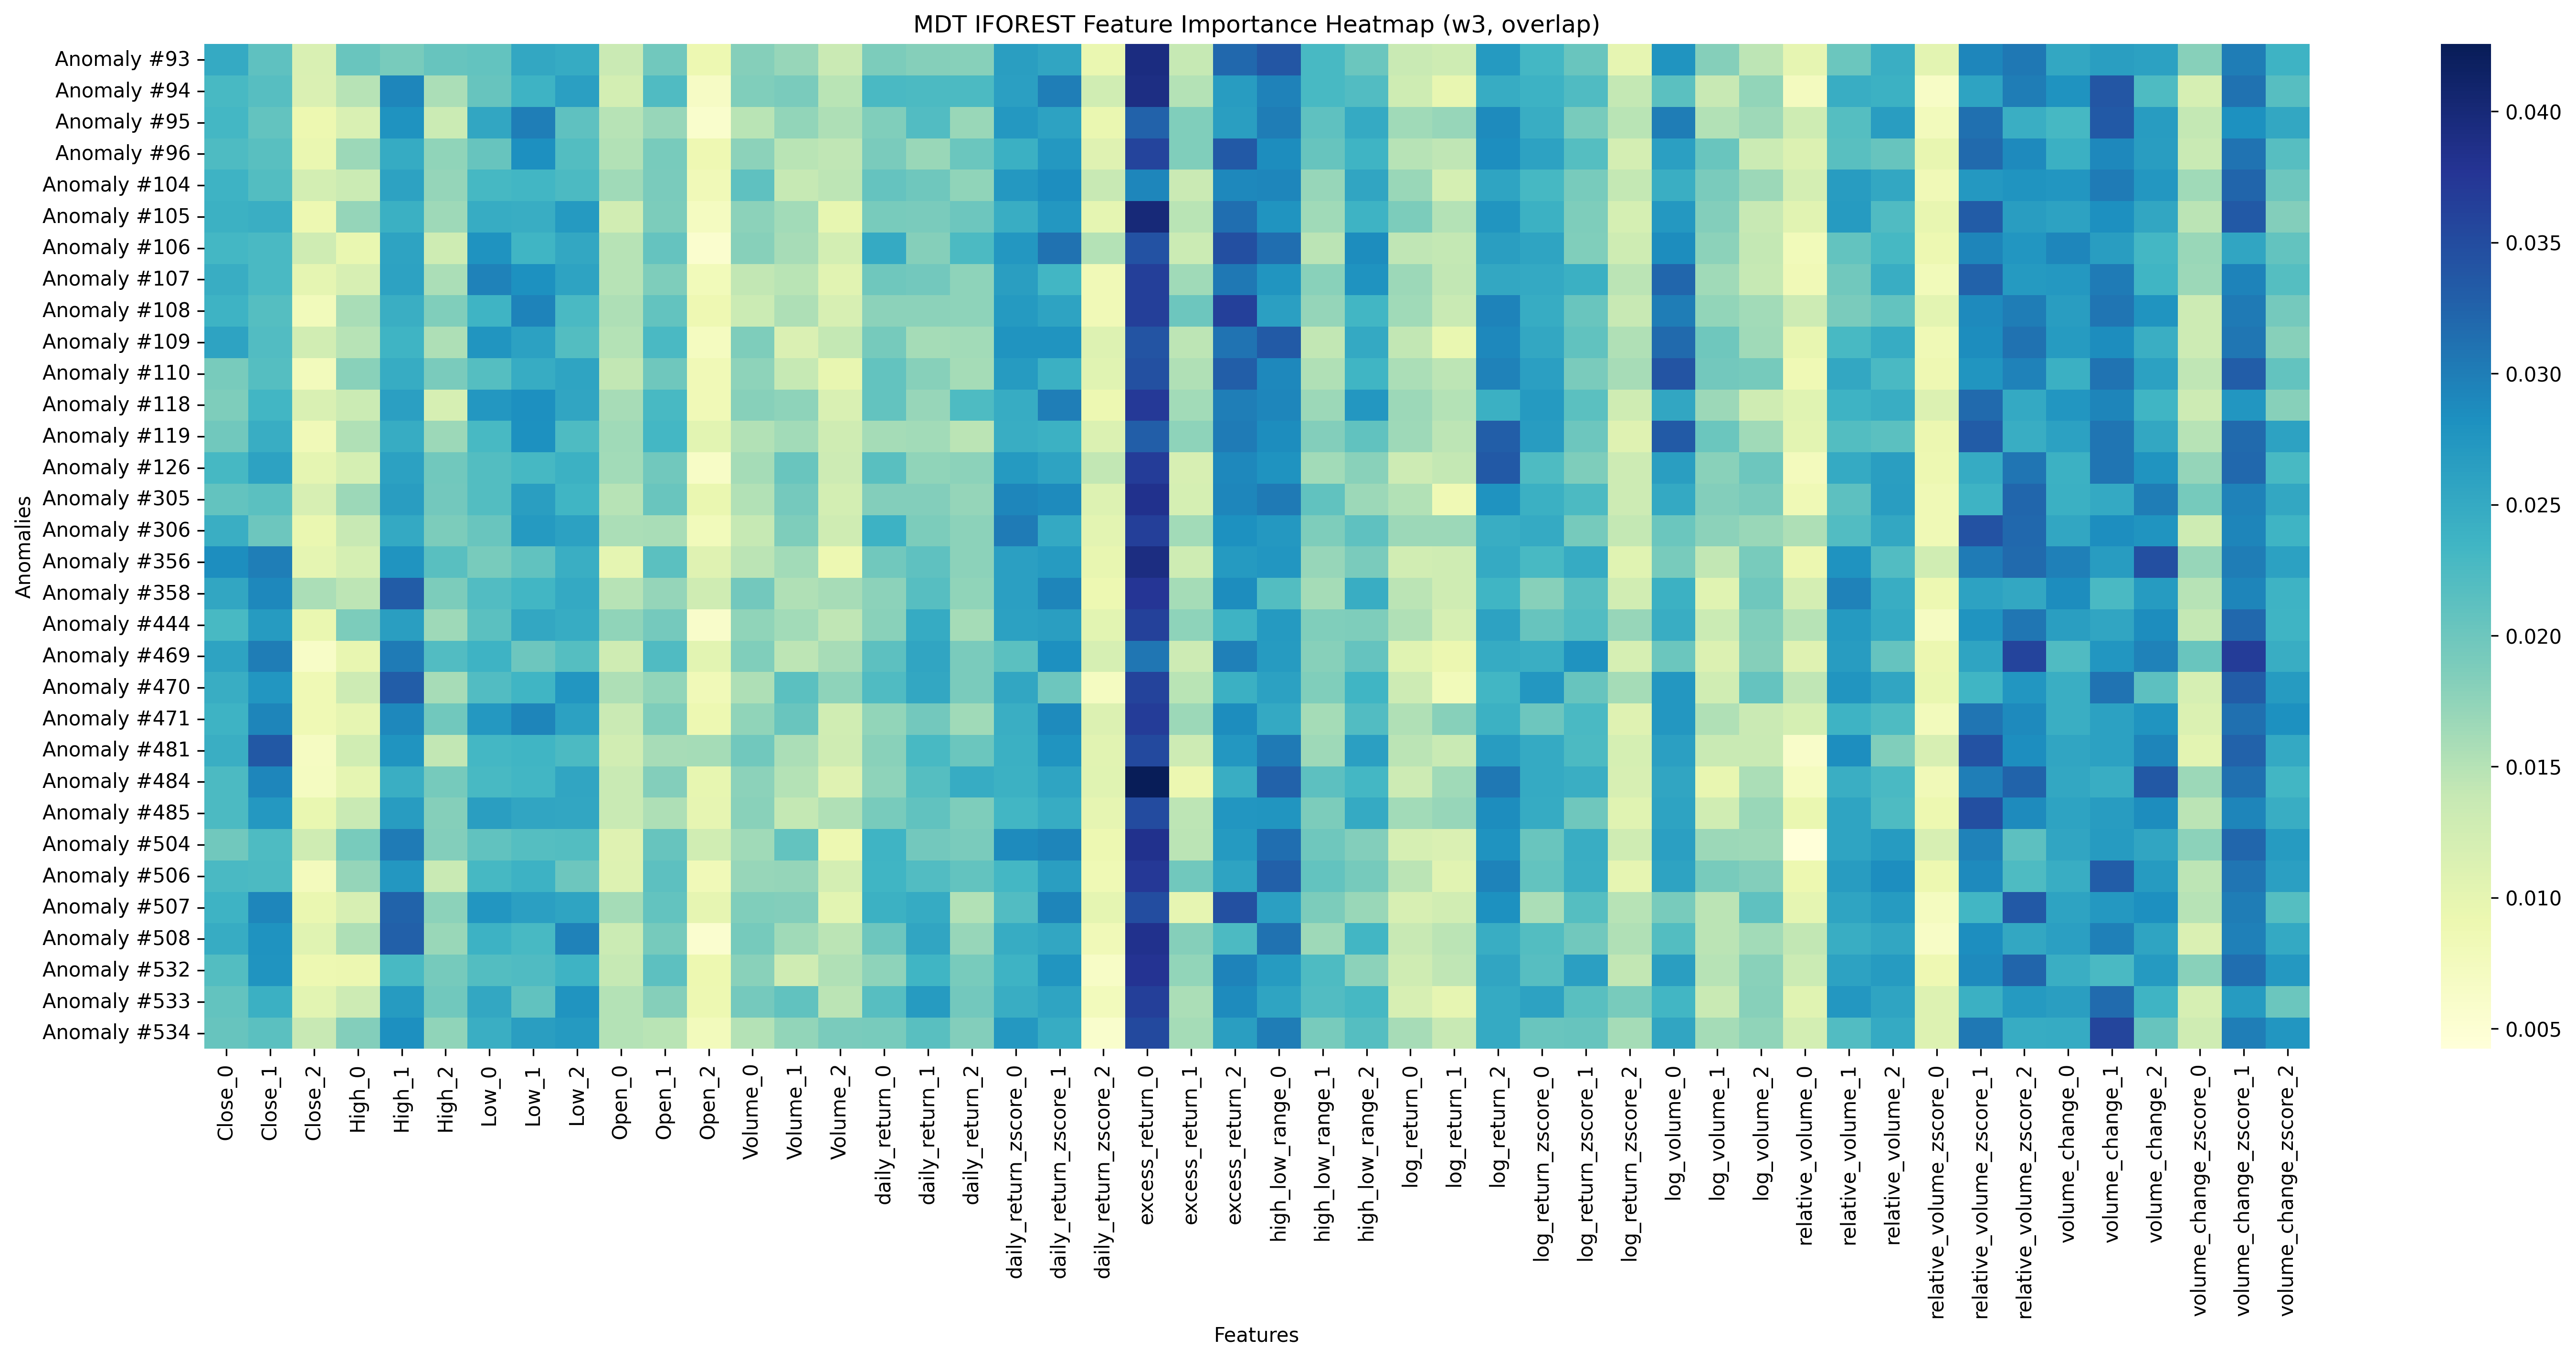 MDT IFOREST Feature Importance Heatmap (w3, overlap)
Anomalies
Anomaly #93
Anomaly #94
Anomaly #95
Anomaly #96
Anomaly #104
Anomaly #105
Anomaly #106
Anomaly #107
Anomaly #108
Anomaly #109
Anomaly #110
Anomaly #118
Anomaly #119
Anomaly #126
Anomaly #305
Anomaly #306
Anomaly #356
Anomaly #358
Anomaly #444
Anomaly #469
Anomaly #470
Anomaly #471
Anomaly #481
Anomaly #484
Anomaly #485
Anomaly #504
Anomaly #506
Anomaly #507
Anomaly #508
Anomaly #532
Anomaly #533
Anomaly #534
Close_0
Close_1
Close_2
High_0
High_1
High_2
Low_0
Low_1
Low_2
Open_0
Open_1
Open_2
Volume_0
Volume_1
Volume_2
daily_return_0
daily_return_1
daily_return_2
daily_return_zscore_0
daily_return_zscore_1
daily_return_zscore_2
excess_return_0
excess_return_1
excess_return_2
high_low_range_0
high_low_range_1
high_low_range_2
log_return_0
log_return_1
log_return_2
log_return_zscore_0
log_return_zscore_1
log_return_zscore_2
log_volume_0
log_volume_1
log_volume_2
relative_volume_0
relative_volume_1
relative_volume_2
relative_volume_zscore_0
relative_volume_zscore_1
relative_volume_zscore_2
volume_change_0
volume_change_1
volume_change_2
volume_change_zscore_0
volume_change_zscore_1
volume_change_zscore_2
Features
0.040
0.035
0.030
0.025
0.020
0.015
0.010
0.005